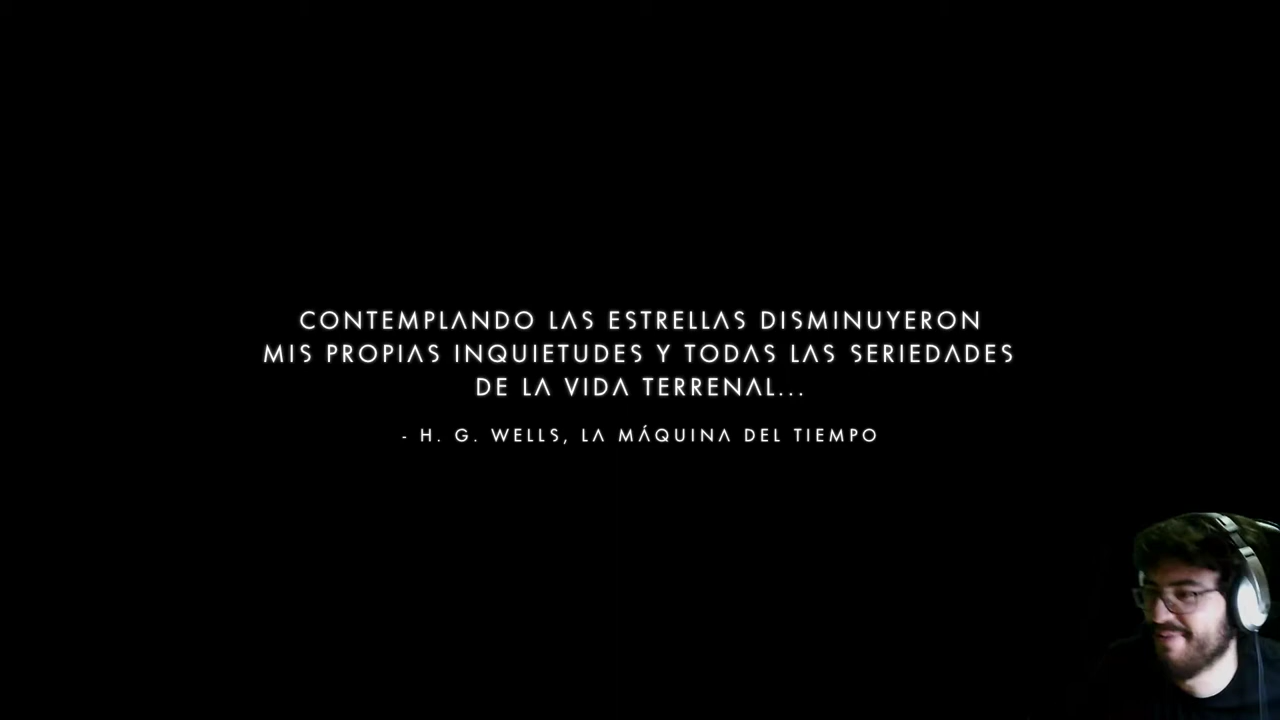 CONTEMPLANDO LAS ESTRELLAS DISMINUYERON
MIS PROPIAS INQUIETUDES Y TODAS LAS SERIEDADES
DE LA VIDA TERRENAL...
- H. G. WELLS, LA MÁQUINA DEL TIEMPO